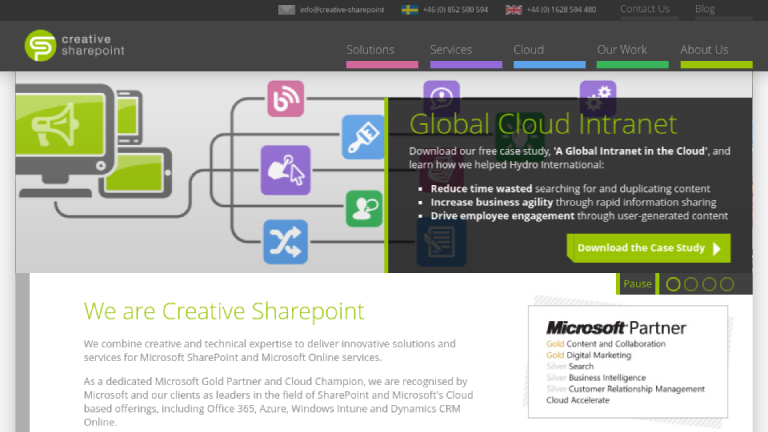 info@creative-sharepoint
+46 (0) 852 500 594
+44 (0) 1628 594 480
Contact Us
Blog
creative
sharepoint
Solutions
Services
Cloud
Our Work
About Us
Global Cloud Intranet
Download our free case study, 'A Global Intranet in the Cloud', and
learn how we helped Hydro International:
Reduce time wasted searching for and duplicating content
Increase business agility through rapid information sharing
Drive employee engagement through user-generated content
Download the Case Study
Pause
We are Creative Sharepoint
We combine creative and technical expertise to deliver innovative solutions and
services for Microsoft SharePoint and Microsoft Online services.
As a dedicated Microsoft Gold Partner and Cloud Champion, we are recognised by
Microsoft and our clients as leaders in the field of SharePoint and Microsoft's Cloud
based offerings, including Office 365, Azure, Windows Intune and Dynamics CRM
Online.
Microsoft Partner
Gold Content and Collaboration
Gold Digital Marketing
Silver Search
Silver Business Intelligence
Silver Customer Relationship Management
Cloud Accelerate